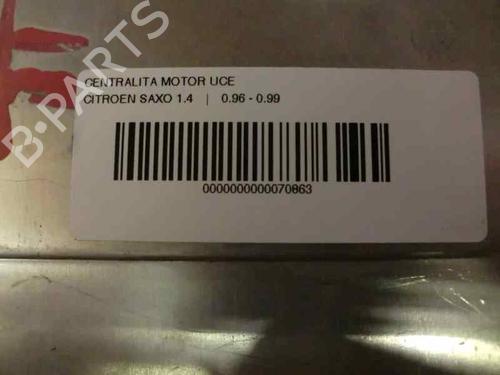 CENTRALITA MOTOR UCE
CITROEN SAXO 1.4 | 0.96 - 0.99
0000000000070863
B-PARTS